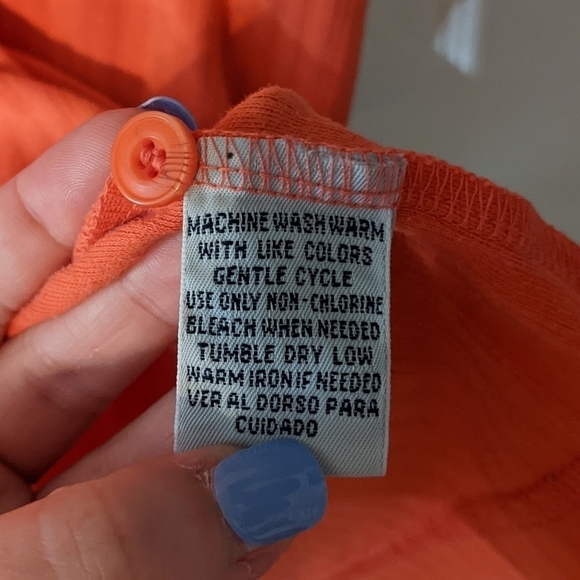 MACHINE WASH WARM
WITH LIKE COLORS
GENTLE CYCLE
USE ONLY NON-CHLORINE
BLEACH WHEN NEEDED
TUMBLE DRY LOW
WARM IRON IF NEEDED
VER AL DORSO PARA
CUIDADO